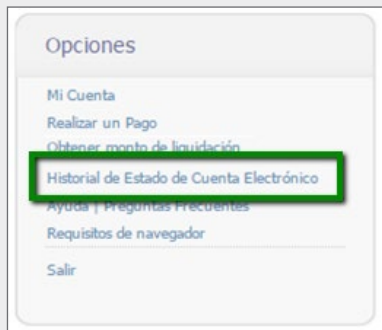 Opciones
Mi Cuenta
Realizar un Pago
Obtener monto de liquidación
Historial de Estado de Cuenta Electrónico
Ayuda | Preguntas Frecuentes
Requisitos de navegador
Salir